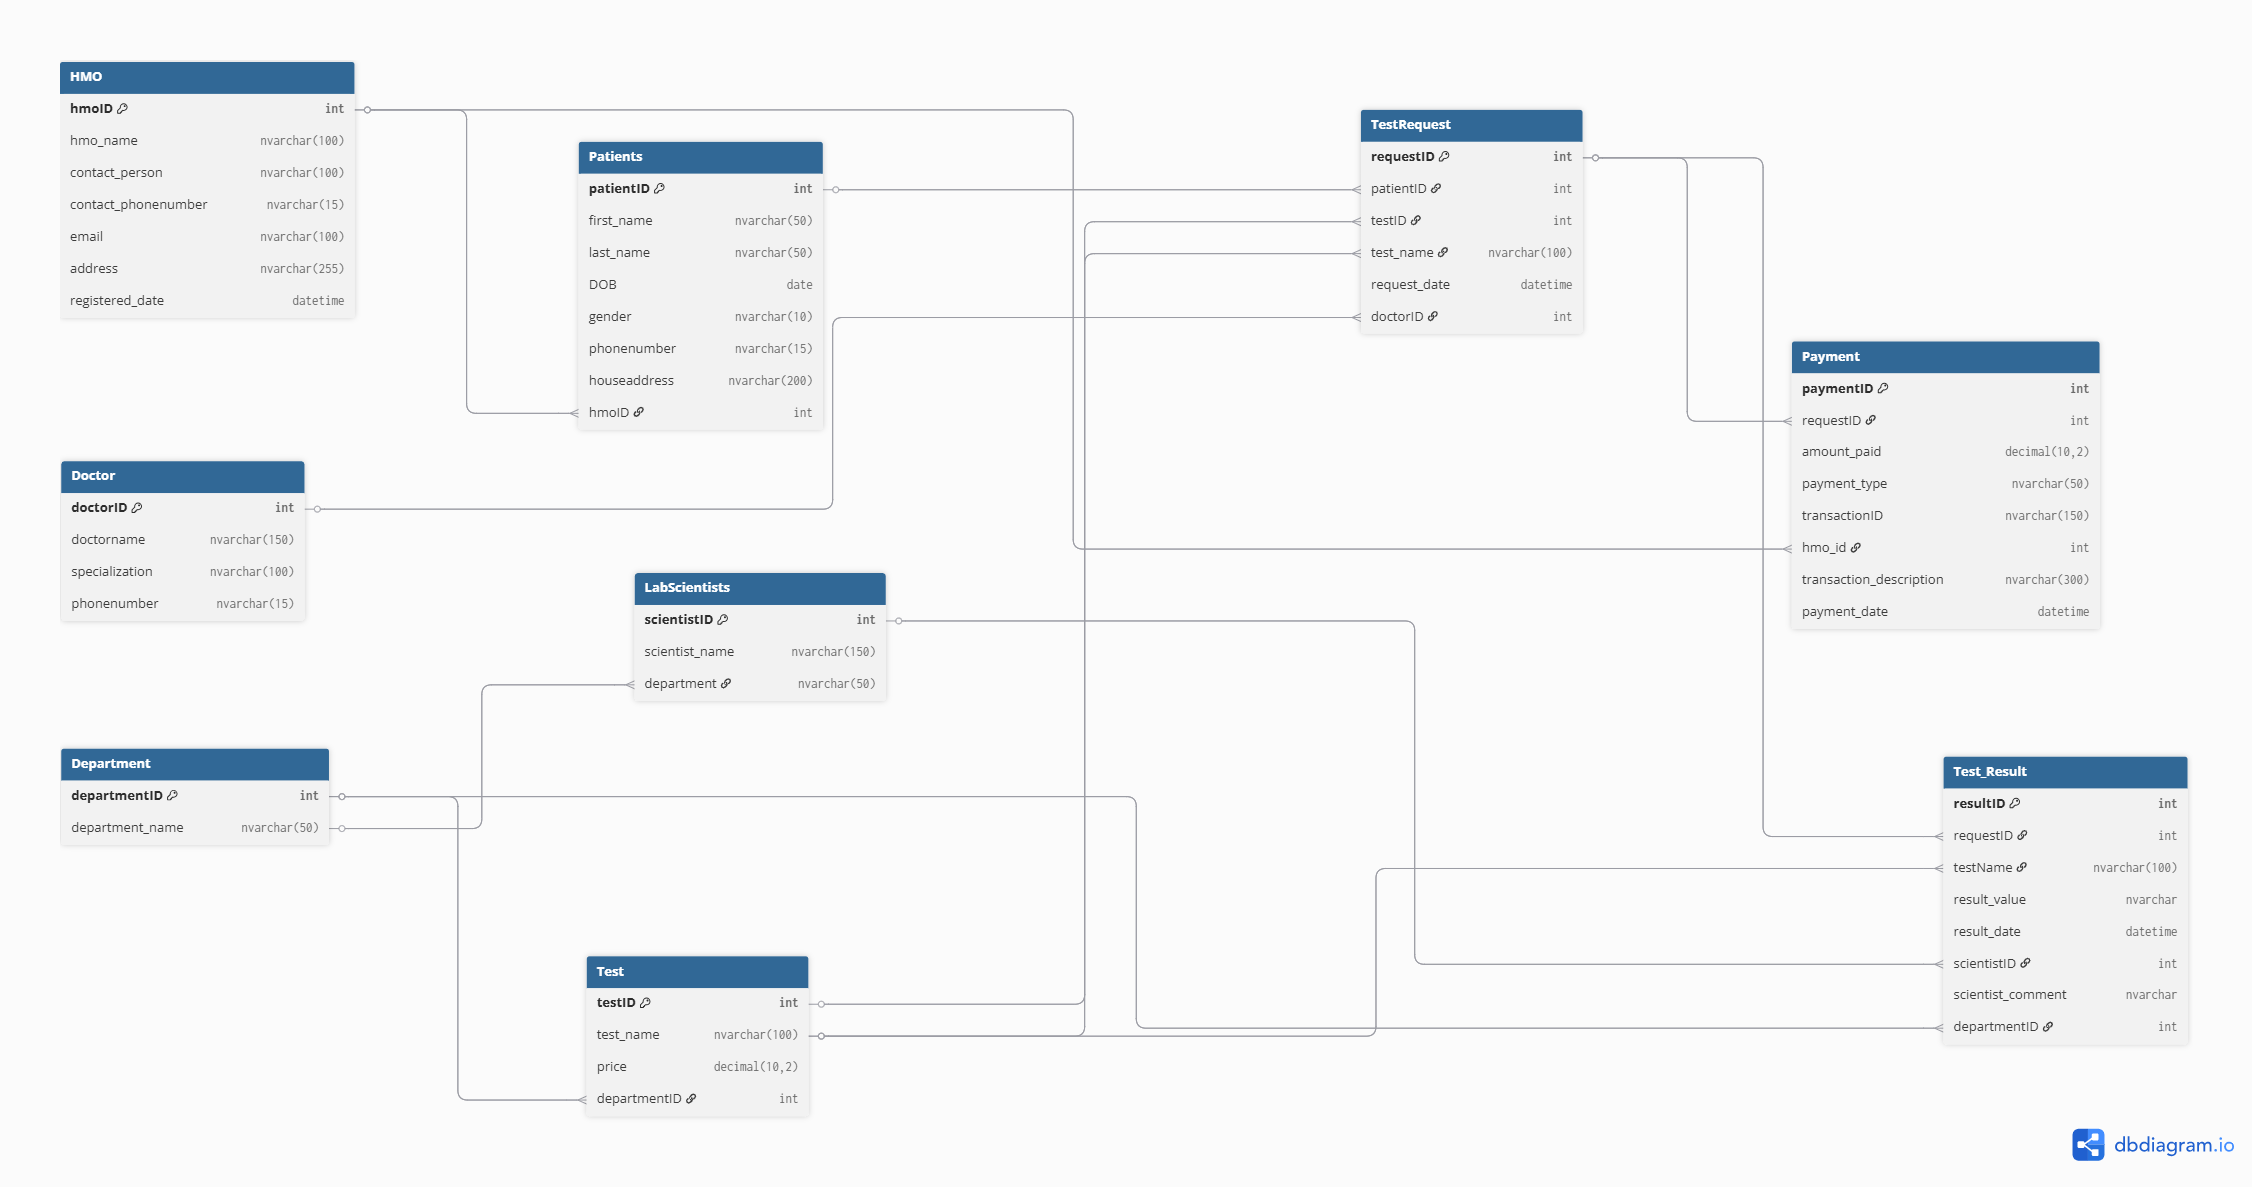 HMO
hmoID int
hmo_name nvarchar(100)
contact_person nvarchar(100)
contact_phonenumber nvarchar(15)
email nvarchar(100)
address nvarchar(255)
registered_date datetime
Patients
patientID int
first_name nvarchar(50)
last_name nvarchar(50)
DOB date
gender nvarchar(10)
phonenumber nvarchar(15)
houseaddress nvarchar(200)
hmoID int
TestRequest
requestID int
patientID int
testID int
test_name nvarchar(100)
request_date datetime
doctorID int
Payment
paymentID int
requestID int
amount_paid decimal(10,2)
payment_type nvarchar(50)
transactionID nvarchar(150)
hmo_id int
transaction_description nvarchar(300)
payment_date datetime
Doctor
doctorID int
doctorname nvarchar(150)
specialization nvarchar(100)
phonenumber nvarchar(15)
LabScientists
scientistID int
scientist_name nvarchar(150)
department nvarchar(50)
Department
departmentID int
department_name nvarchar(50)
Test_Result
resultID int
requestID int
testName nvarchar(100)
result_value nvarchar
result_date datetime
scientistID int
scientist_comment nvarchar
departmentID int
Test
testID int
test_name nvarchar(100)
price decimal(10,2)
departmentID int
dbdiagram.io